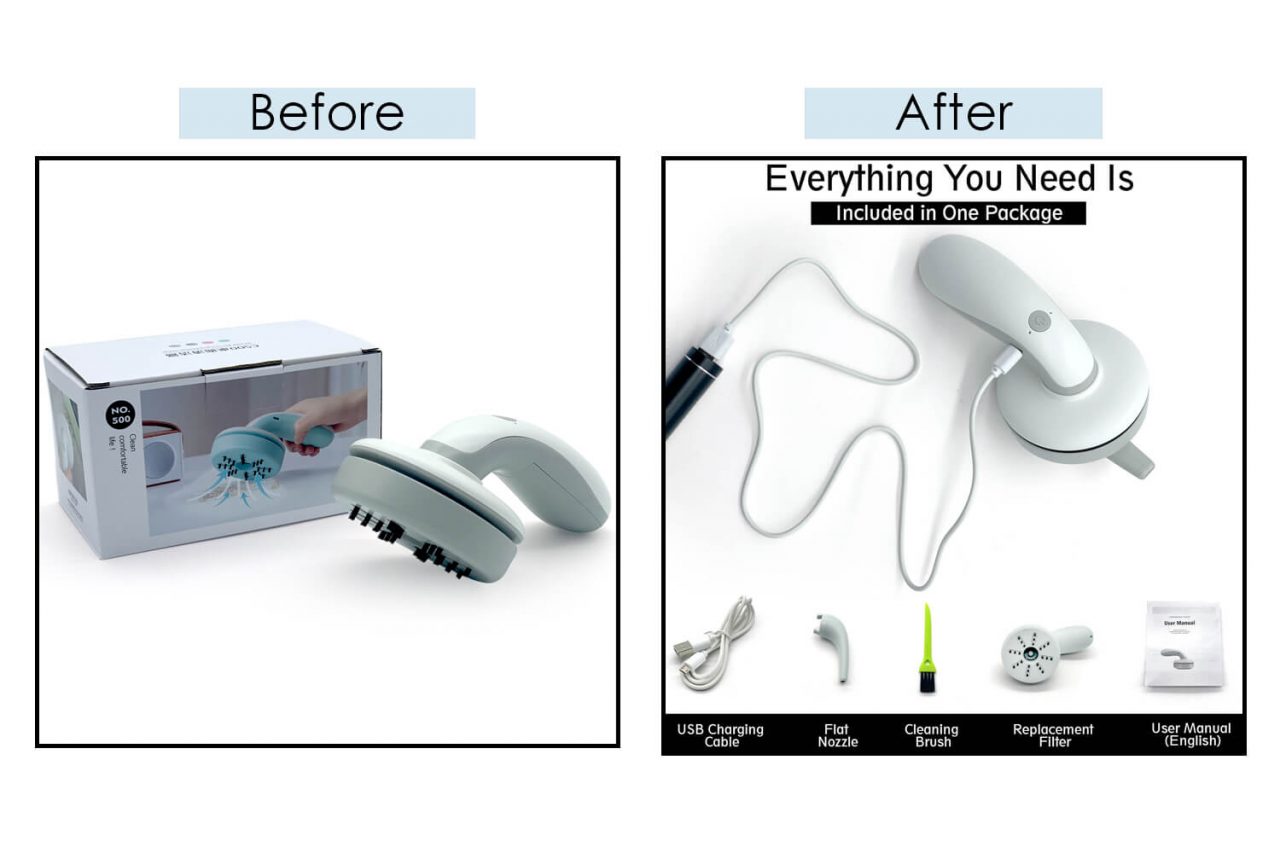 Before
After
Everything You Need Is
Included in One Package
NO.
500
Clean
comfortable
life !
User Manual
USB Charging
Cable
Flat
Nozzle
Cleaning
Brush
Replacement
Filter
User Manual
(English)